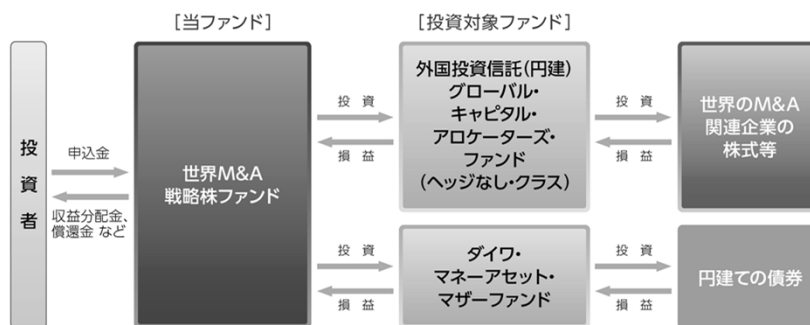 [当ファンド]
[投資対象ファンド]
投資者
申込金
収益分配金、
償還金 など
世界M&A
戦略株ファンド
投 資
損 益
外国投資信託(円建)
グローバル・
キャピタル・
アロケーターズ・
ファンド
(ヘッジなし・クラス)
投 資
損 益
世界のM&A
関連企業の
株式等
投 資
損 益
ダイワ・
マネーアセット・
マザーファンド
投 資
損 益
円建ての債券